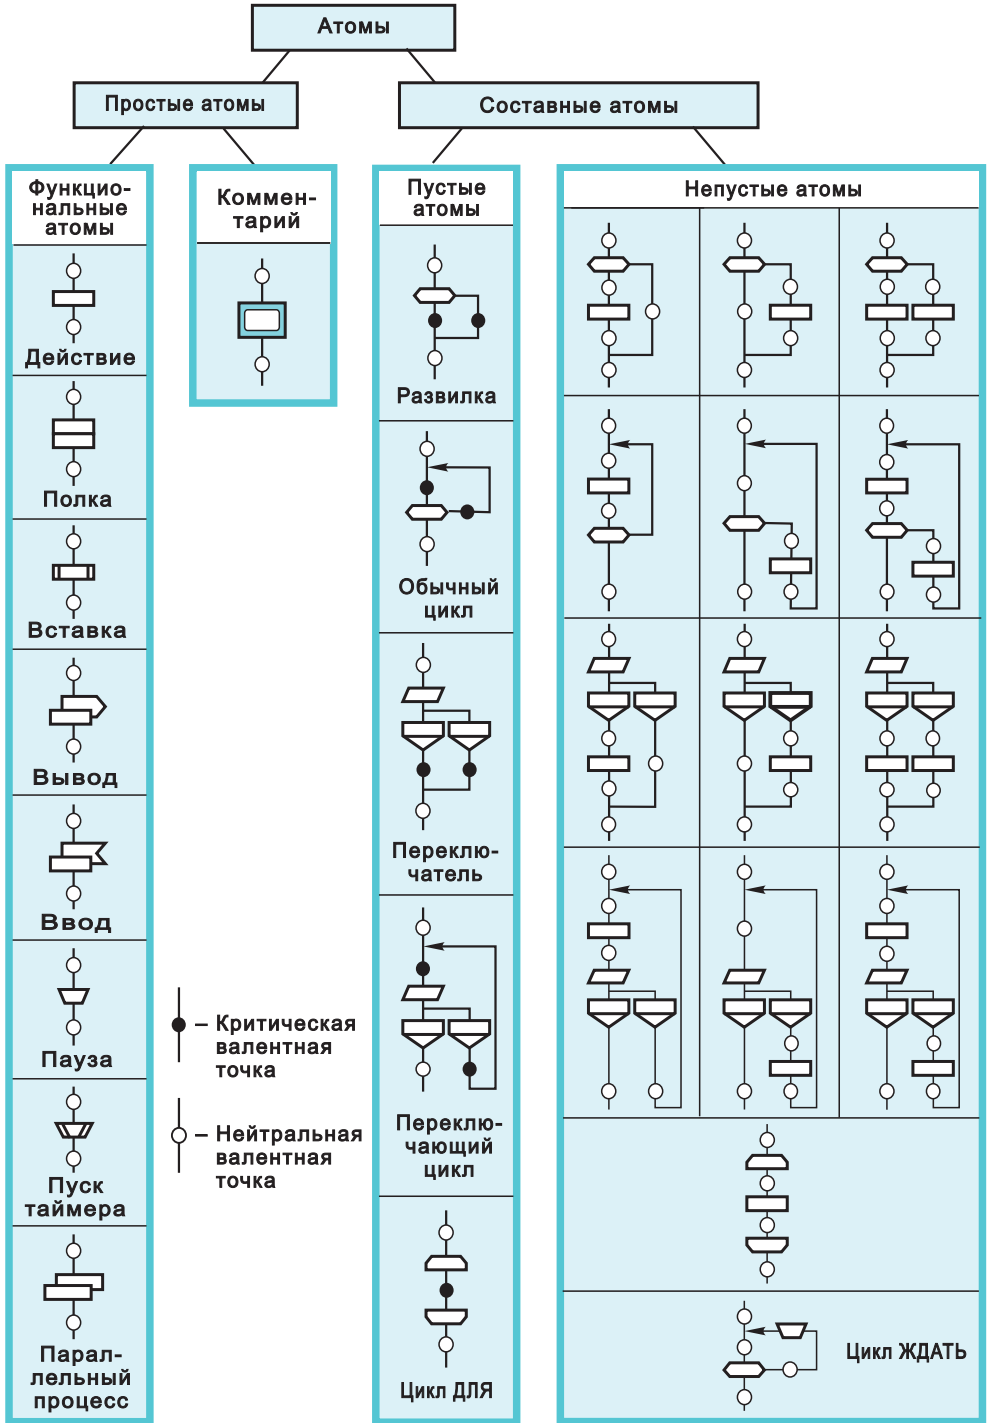 Атомы
Простые атомы
Составные атомы
Функцио-
нальные
атомы
Действие
Полка
Вставка
Вывод
Ввод
Пауза
Пуск
таймера
Парал-
лельный
процесс
Коммен-
тарий
– Критическая
валентная
точка
– Нейтральная
валентная
точка
Пустые
атомы
Развилка
Обычный
цикл
Переклю-
чатель
Переклю-
чающий
цикл
Цикл ДЛЯ
Непустые атомы
Цикл ЖДАТЬ